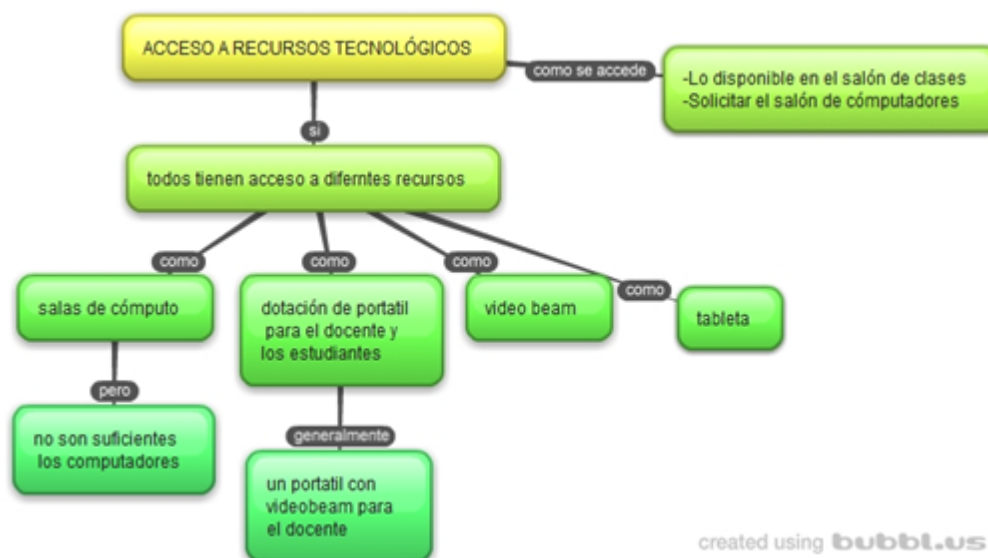 ACCESO A RECURSOS TECNOLÓGICOS
como se accede
-Lo disponible en el salón de clases
-Solicitar el salón de cómputadores
si
todos tienen acceso a diferntes recursos
como
como
como
como
salas de cómputo
dotación de portatil
para el docente y
los estudiantes
video beam
tableta
pero
generalmente
no son suficientes
los computadores
un portatil con
videobeam para
el docente
created using bubbl.us